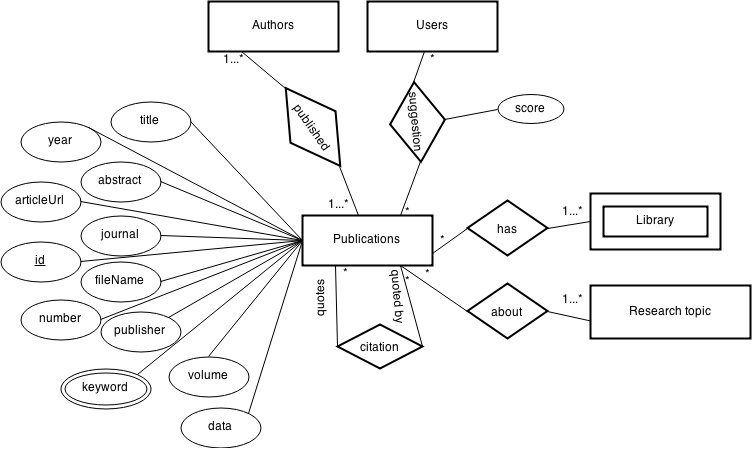 Authors
Users
1...*
*
title
year
published
suggestion
score
abstract
articleUrl
1...*
*
1...*
Library
journal
Publications
*
has
id
fileName
quotes
*
quoted by
*
*
1...*
number
publisher
about
Research topic
citation
keyword
volume
data